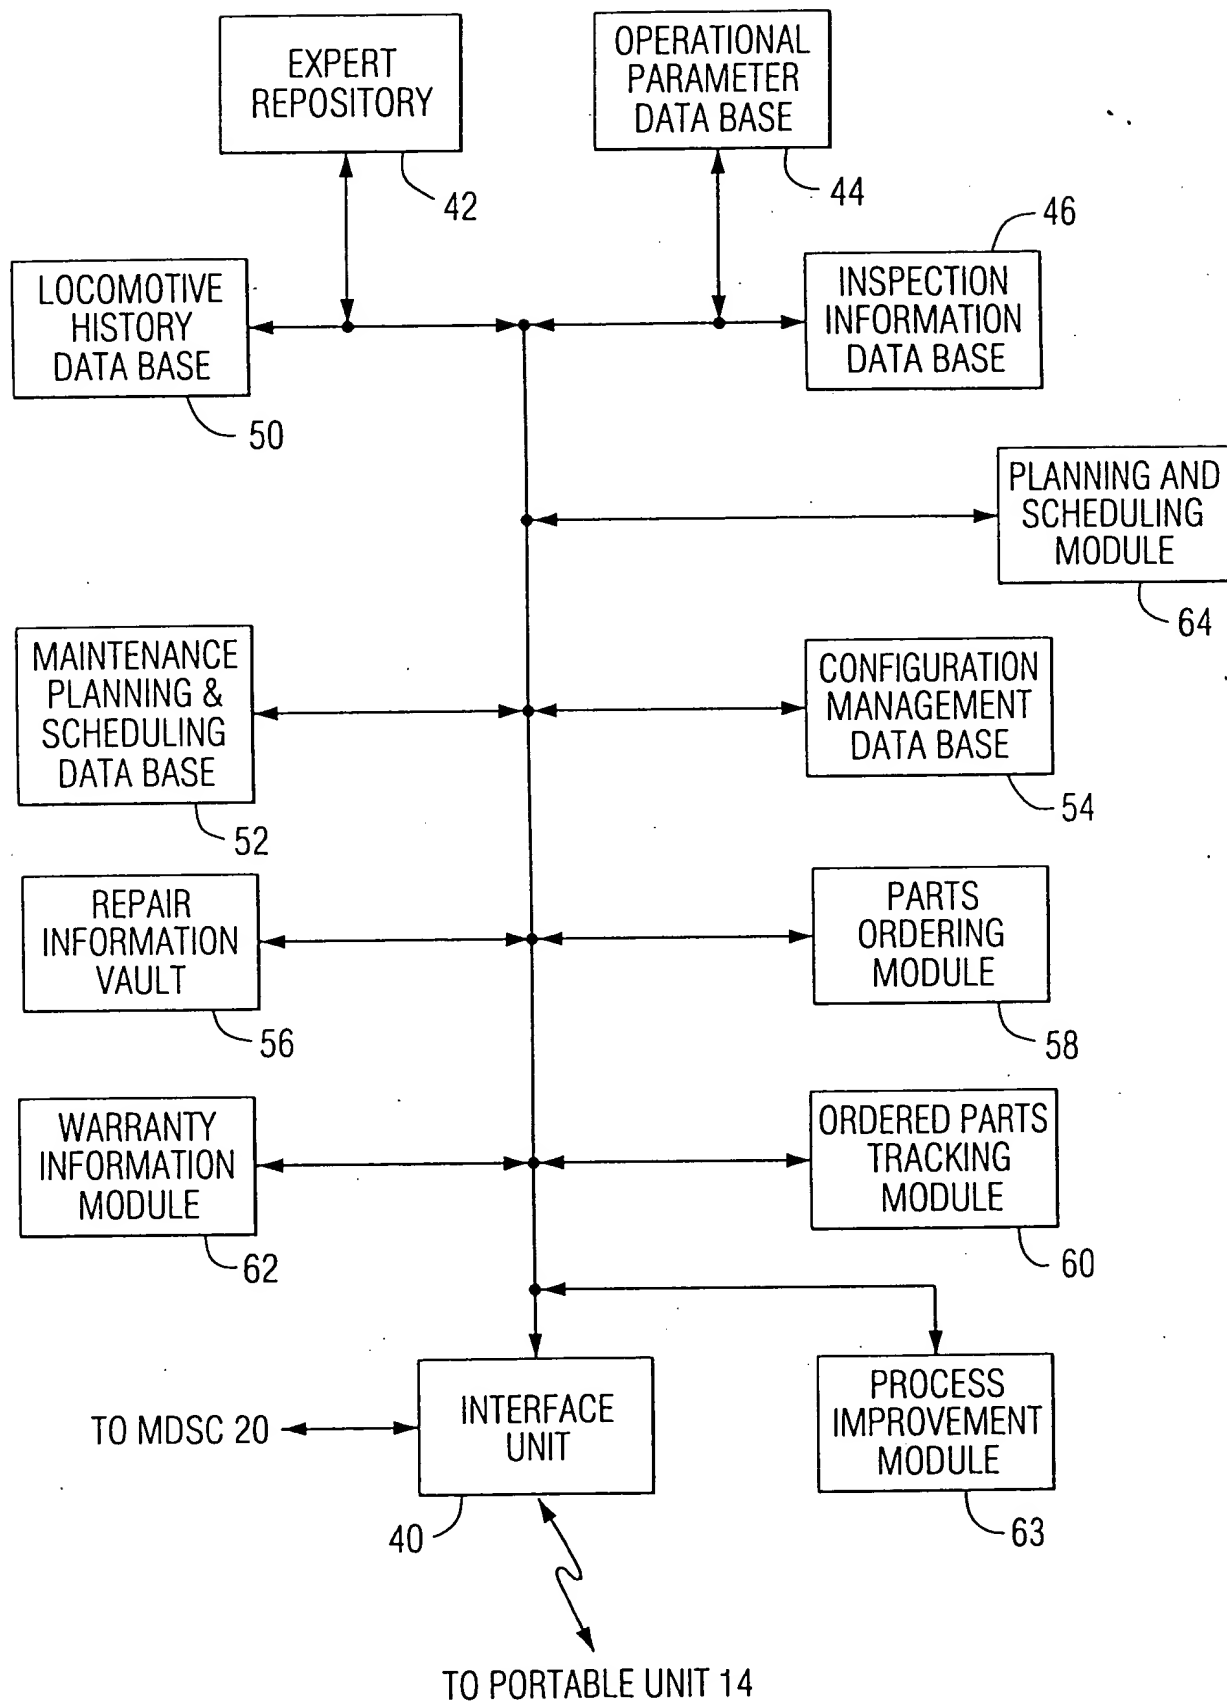 EXPERT
REPOSITORY
42
OPERATIONAL
PARAMETER
DATA BASE
44
46
LOCOMOTIVE
HISTORY
DATA BASE
50
INSPECTION
INFORMATION
DATA BASE
PLANNING AND
SCHEDULING
MODULE
64
MAINTENANCE
PLANNING &
SCHEDULING
DATA BASE
52
CONFIGURATION
MANAGEMENT
DATA BASE
54
REPAIR
INFORMATION
VAULT
56
PARTS
ORDERING
MODULE
58
WARRANTY
INFORMATION
MODULE
62
ORDERED PARTS
TRACKING
MODULE
60
TO MDSC 20
INTERFACE
UNIT
40
PROCESS
IMPROVEMENT
MODULE
63
TO PORTABLE UNIT 14